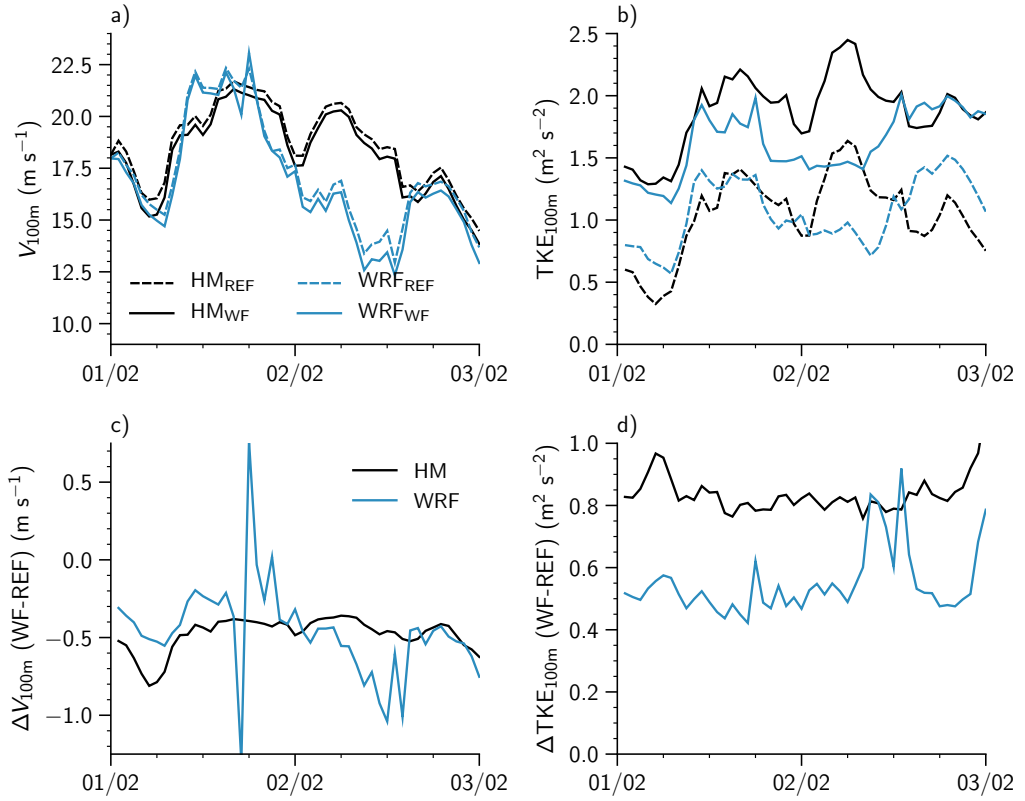 a)
22.5
20.0
17.5
15.0
12.5
10.0
V100m (m s−1)
HMREF
HMWF
WRFREF
WRFWF
01/02
02/02
03/02
b)
2.5
2.0
1.5
1.0
0.5
0.0
TKE100m (m2 s−2)
01/02
02/02
03/02
c)
0.5
0.0
−0.5
−1.0
ΔV100m (WF-REF) (m s−1)
HM
WRF
01/02
02/02
03/02
d)
1.0
0.8
0.6
0.4
0.2
0.0
ΔTKE100m (WF-REF) (m2 s−2)
01/02
02/02
03/02